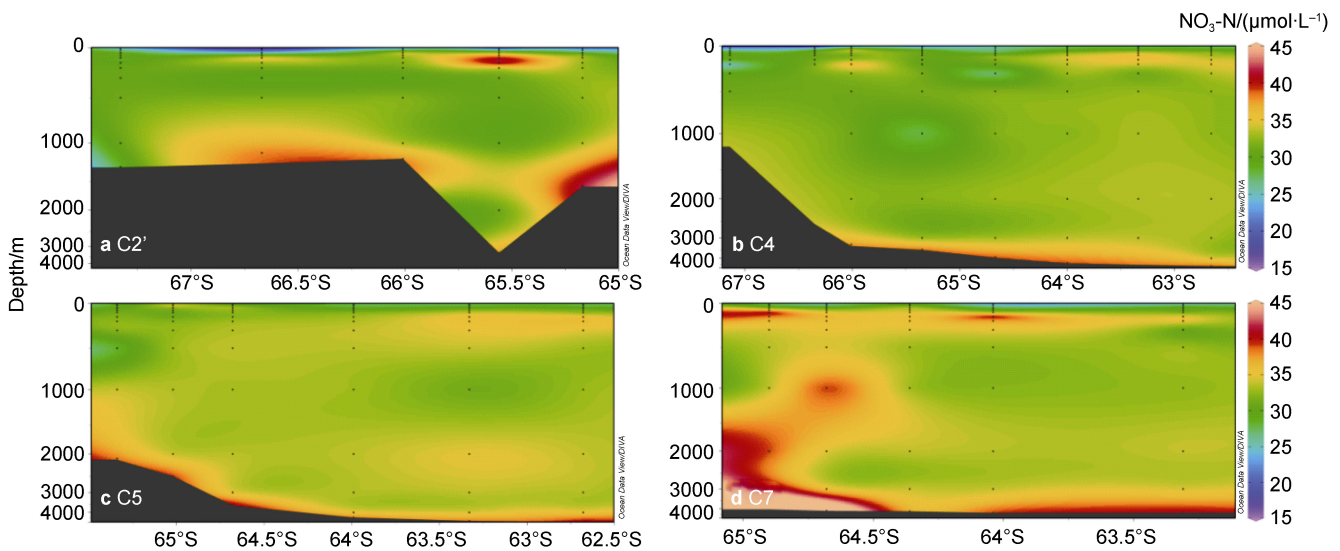 NO₃-N/(μmol·L⁻¹)
Depth/m
0
1000
2000
3000
4000
a C2’
67°S 66.5°S 66°S 65.5°S 65°S
Ocean Data View/DIVA
0
1000
2000
3000
4000
b C4
67°S 66°S 65°S 64°S 63°S
Ocean Data View/DIVA
45
40
35
30
25
20
15
0
1000
2000
3000
4000
c C5
65°S 64.5°S 64°S 63.5°S 63°S 62.5°S
Ocean Data View/DIVA
0
1000
2000
3000
4000
d C7
65°S 64.5°S 64°S 63.5°S
Ocean Data View/DIVA
45
40
35
30
25
20
15